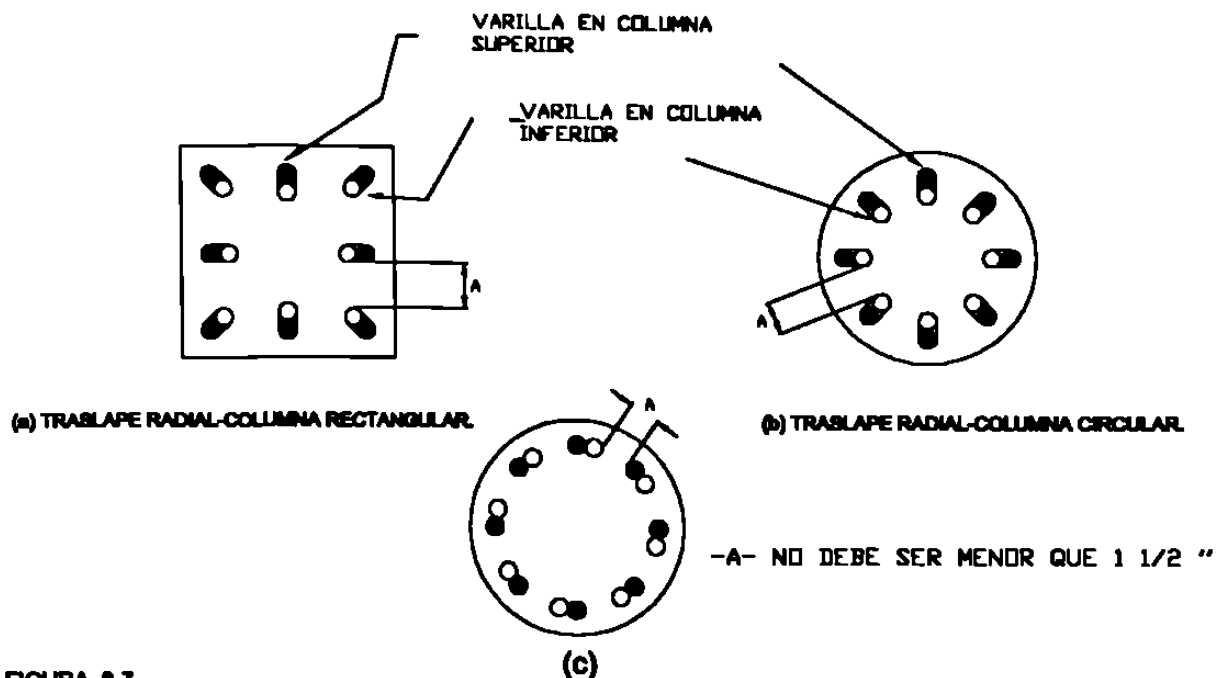 VARILLA EN COLUMNA
SUPERIOR
VARILLA EN COLUMNA
INFERIOR
A
A
(a) TRASLAPE RADIAL-COLUMNA RECTANGULAR.
(b) TRASLAPE RADIAL-COLUMNA CIRCULAR.
A
-A- NO DEBE SER MENOR QUE 1 1/2 "
(c)
FIGURA